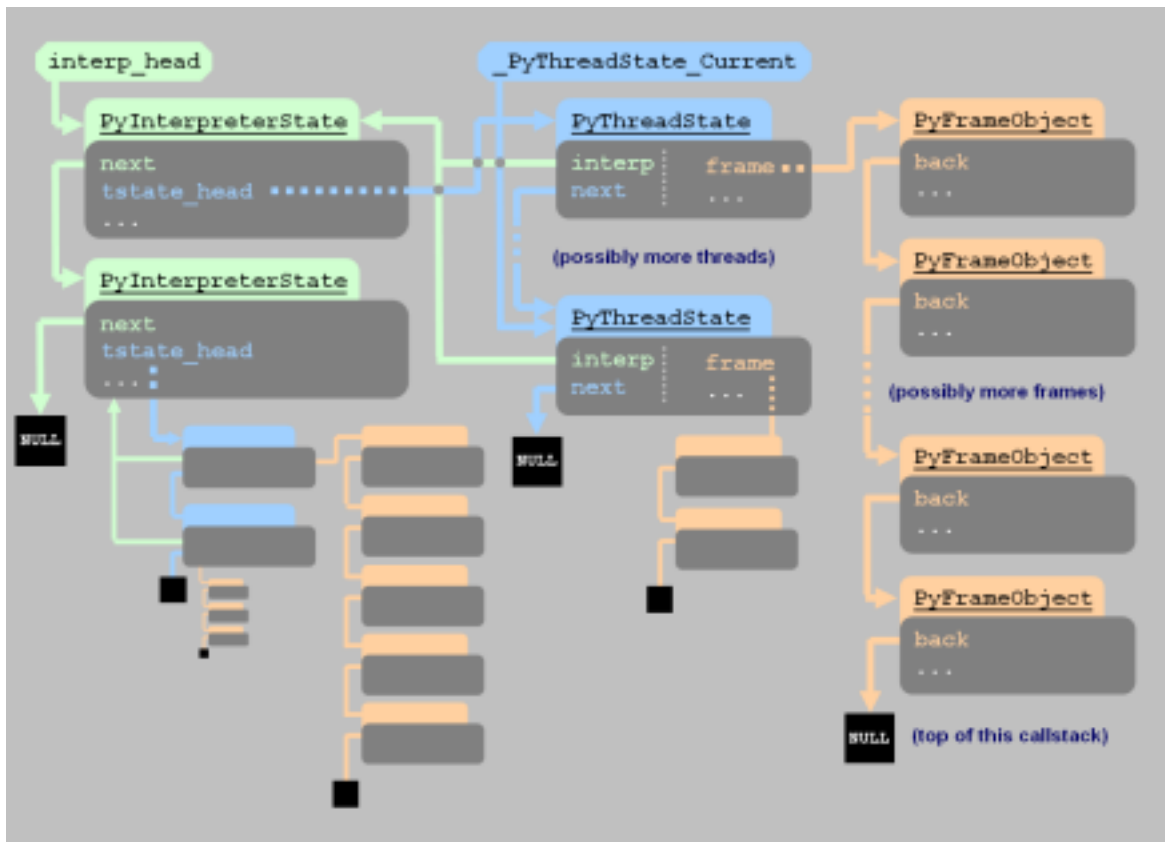 interp_head
_PyThreadState_Current
PyInterpreterState
next
tstate_head
...
PyThreadState
interp
next
frame
...
PyFrameObject
back
...
(possibly more threads)
PyInterpreterState
next
tstate_head
...
NULL
PyThreadState
interp
next
frame
...
NULL
PyFrameObject
back
...
(possibly more frames)
PyFrameObject
back
...
PyFrameObject
back
...
NULL
(top of this callstack)